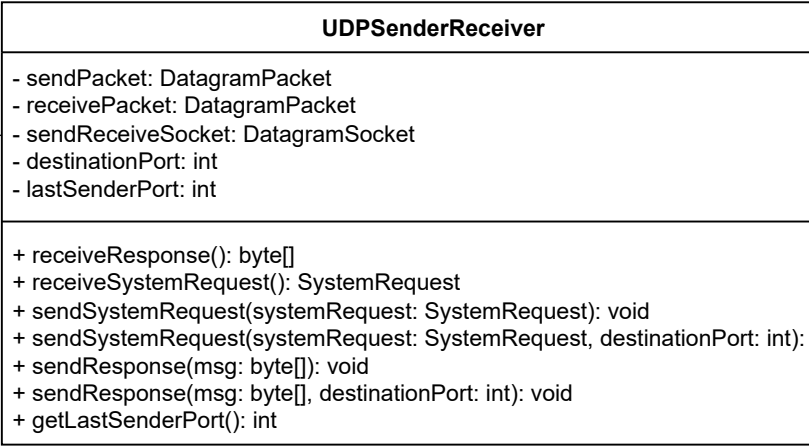 UDPSenderReceiver
- sendPacket: DatagramPacket
- receivePacket: DatagramPacket
- sendReceiveSocket: DatagramSocket
- destinationPort: int
- lastSenderPort: int
+ receiveResponse(): byte[]
+ receiveSystemRequest(): SystemRequest
+ sendSystemRequest(systemRequest: SystemRequest): void
+ sendSystemRequest(systemRequest: SystemRequest, destinationPort: int):
+ sendResponse(msg: byte[]): void
+ sendResponse(msg: byte[], destinationPort: int): void
+ getLastSenderPort(): int